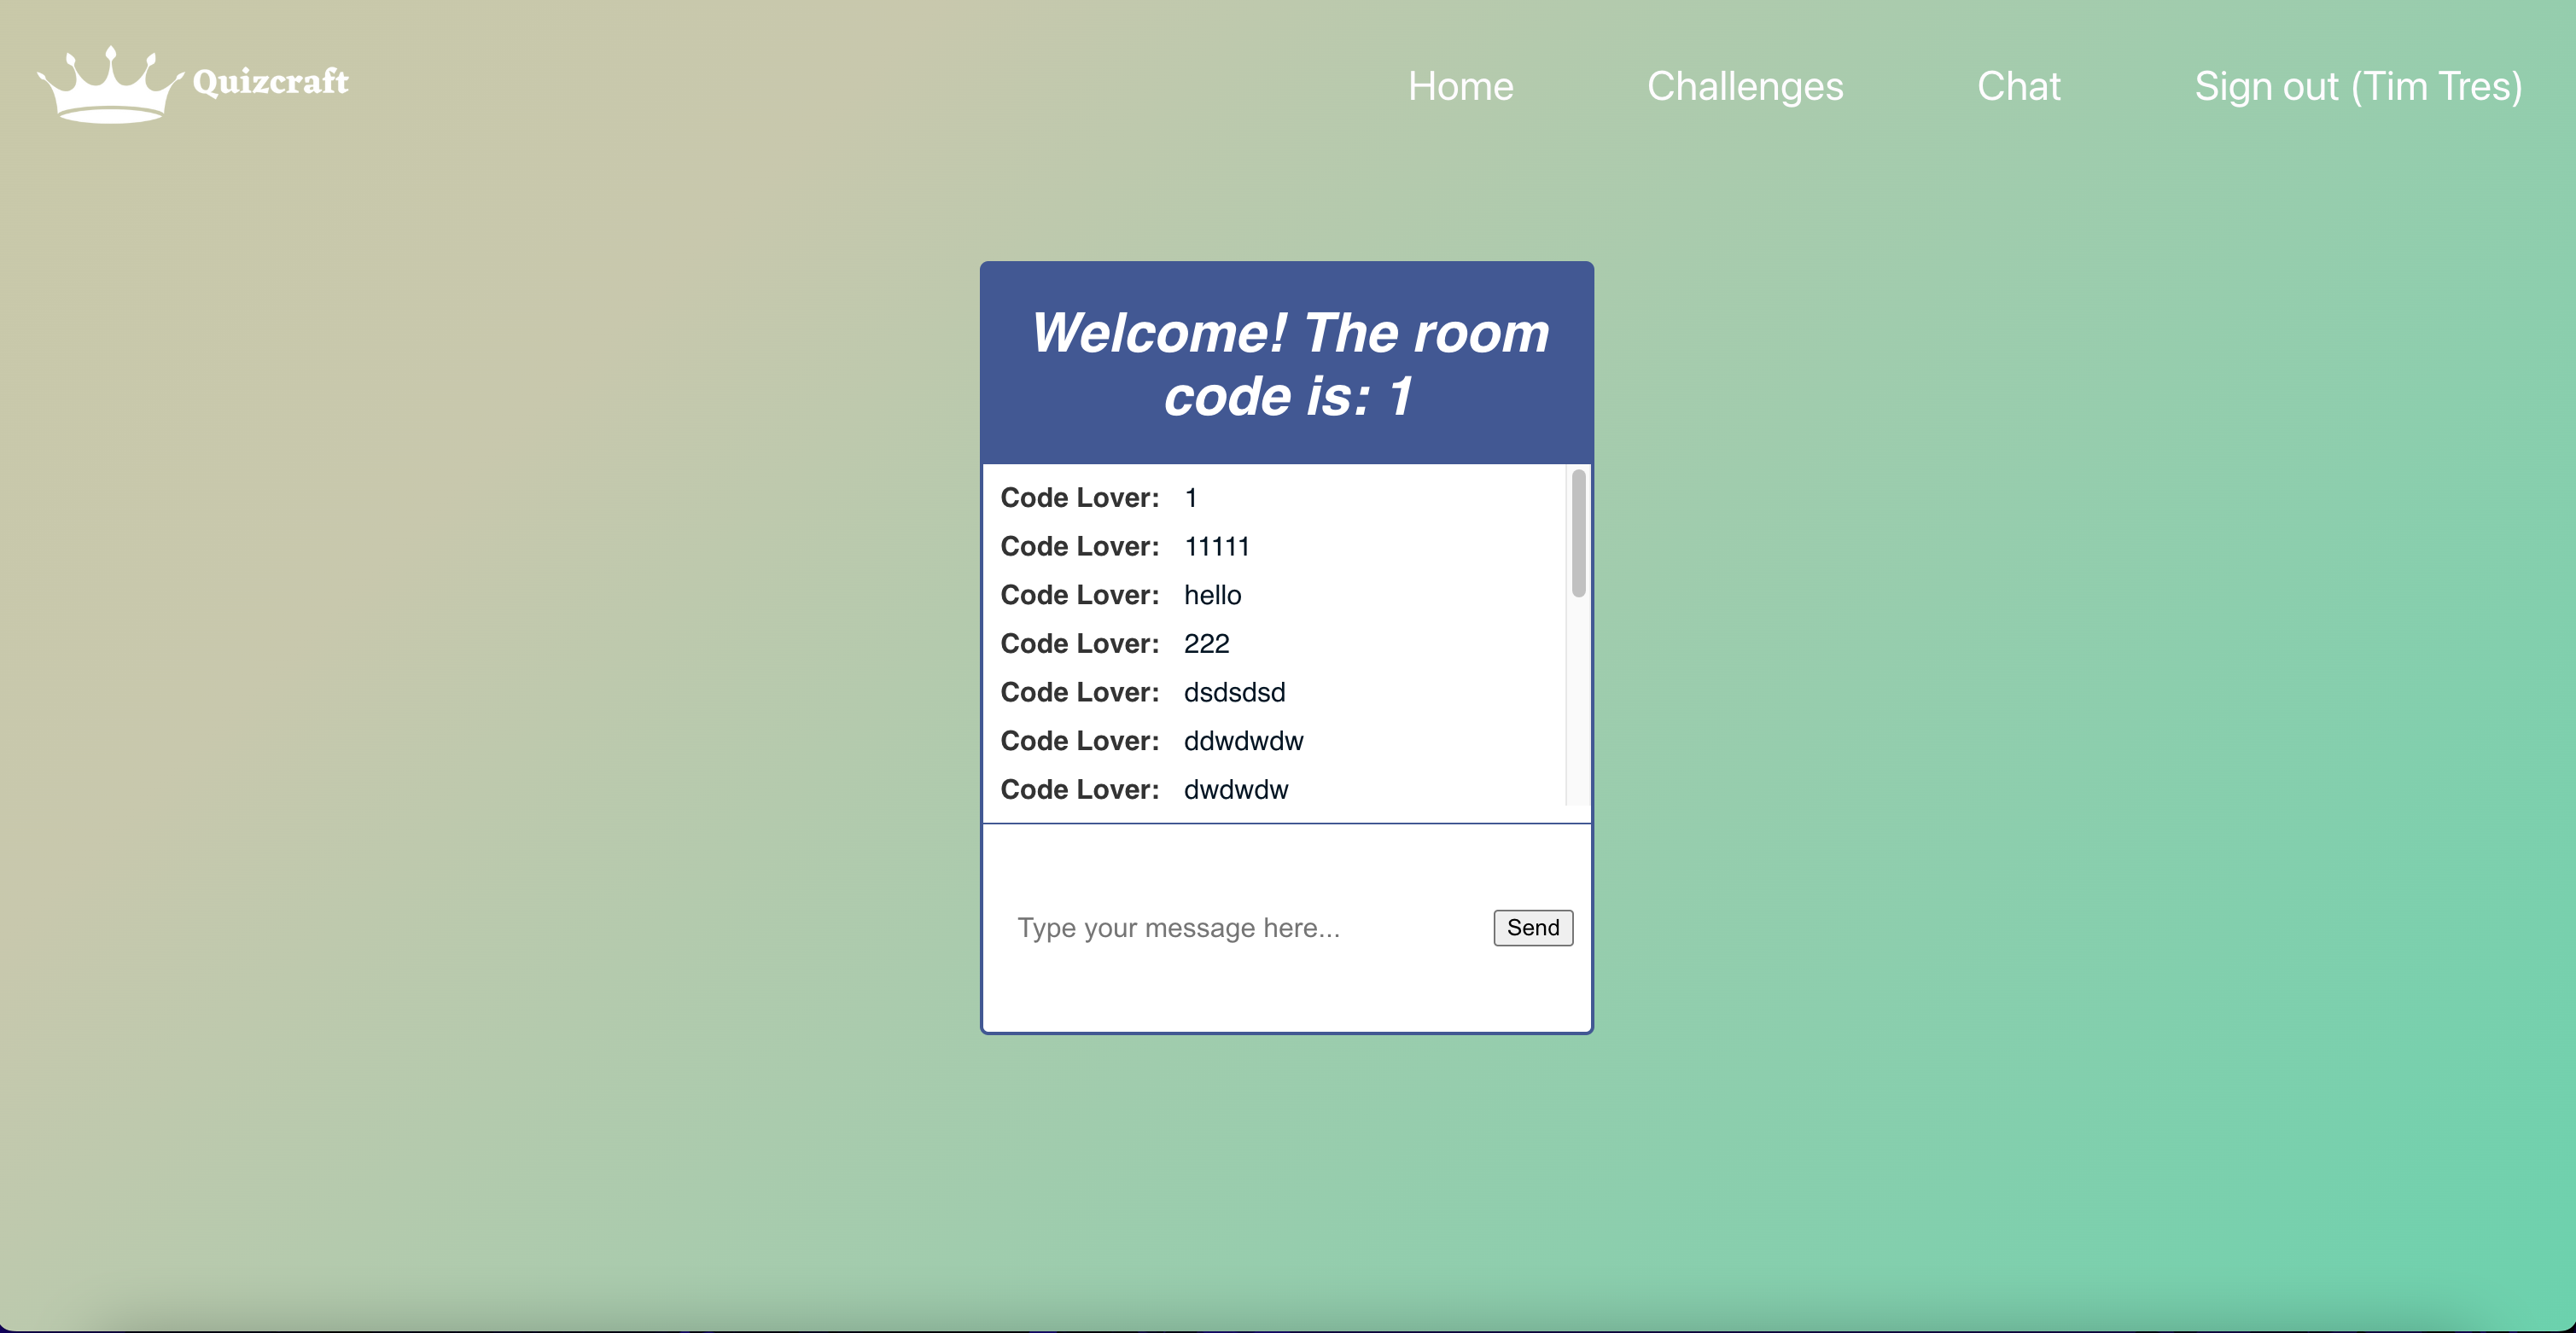 Quizcraft
Home Challenges Chat Sign out (Tim Tres)
Welcome! The room
code is: 1
Code Lover: 1
Code Lover: 11111
Code Lover: hello
Code Lover: 222
Code Lover: dsdsdsd
Code Lover: ddwdwdw
Code Lover: dwdwdw
Type your message here... Send